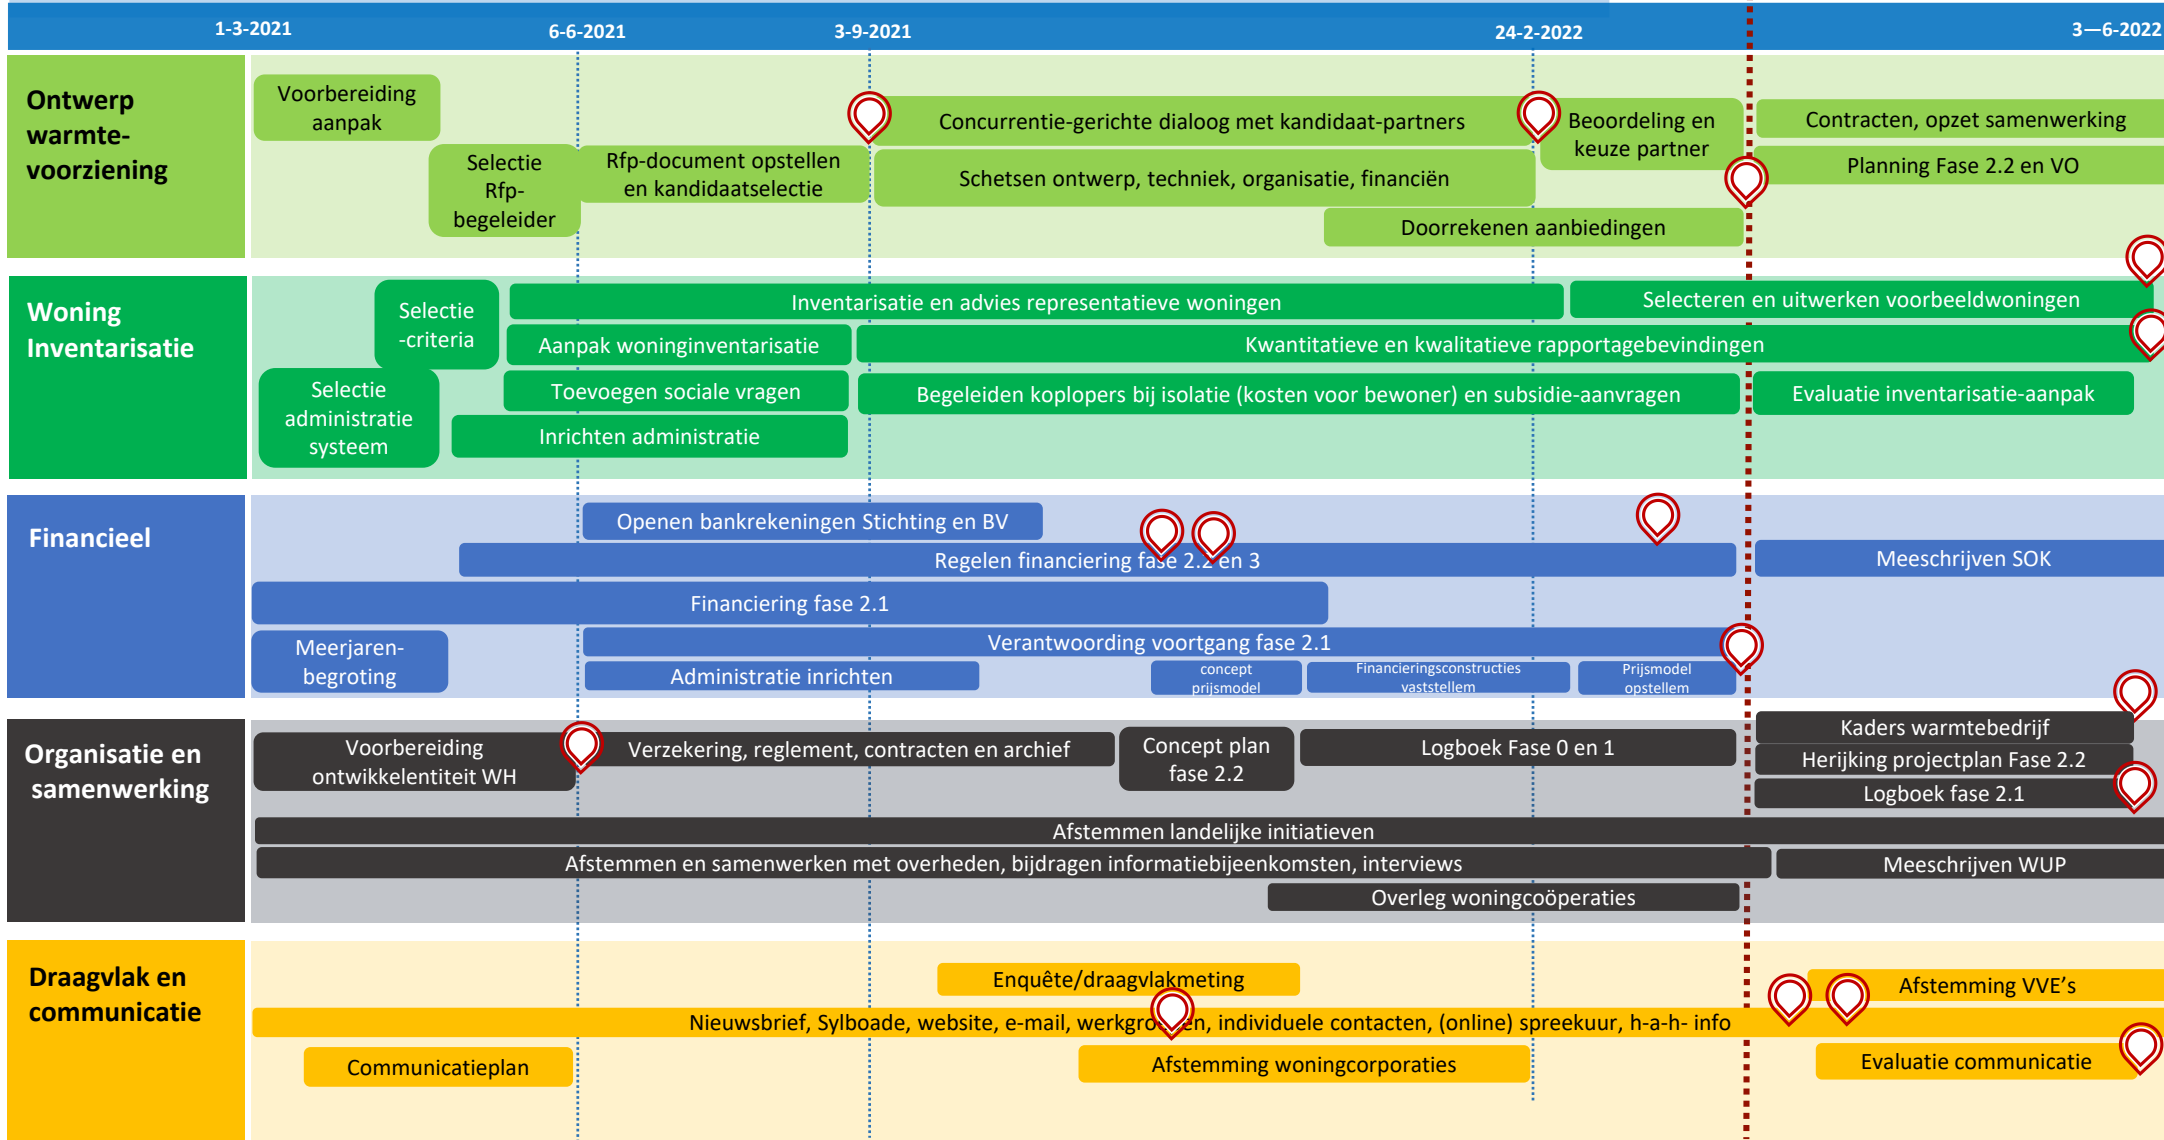 1-3-2021
6-6-2021
3-9-2021
24-2-2022
3—6-2022
Ontwerp
warmte-
voorziening
Voorbereiding
aanpak
Selectie
Rfp-
begeleider
Rfp-document opstellen
en kandidaatselectie
Concurrentie-gerichte dialoog met kandidaat-partners
Schetsen ontwerp, techniek, organisatie, financiën
Doorrekenen aanbiedingen
Beoordeling en
keuze partner
Contracten, opzet samenwerking
Planning Fase 2.2 en VO
Woning
Inventarisatie
Selectie
-criteria
Selectie
administratie
systeem
Inventarisatie en advies representatieve woningen
Selecteren en uitwerken voorbeeldwoningen
Aanpak woninginventarisatie
Kwantitatieve en kwalitatieve rapportagebevindingen
Toevoegen sociale vragen
Begeleiden koplopers bij isolatie (kosten voor bewoner) en subsidie-aanvragen
Evaluatie inventarisatie-aanpak
Inrichten administratie
Financieel
Openen bankrekeningen Stichting en BV
Regelen financiering fase 2.2 en 3
Meeschrijven SOK
Financiering fase 2.1
Meerjaren-
begroting
Verantwoording voortgang fase 2.1
Administratie inrichten
concept
prijsmodel
Financieringsconstructies
vaststellem
Prijsmodel
opstellem
Organisatie en
samenwerking
Voorbereiding
ontwikkelentiteit WH
Verzekering, reglement, contracten en archief
Concept plan
fase 2.2
Logboek Fase 0 en 1
Kaders warmtebedrijf
Herijking projectplan Fase 2.2
Logboek fase 2.1
Afstemmen landelijke initiatieven
Afstemmen en samenwerken met overheden, bijdragen informatiebijeenkomsten, interviews
Meeschrijven WUP
Overleg woningcoöperaties
Draagvlak en
communicatie
Enquête/draagvlakmeting
Afstemming VVE's
Nieuwsbrief, Sylboade, website, e-mail, individuele contacten, (online) spreekuur, h-a-h- info
Communicatieplan
Afstemming woningcorporaties
Evaluatie communicatie